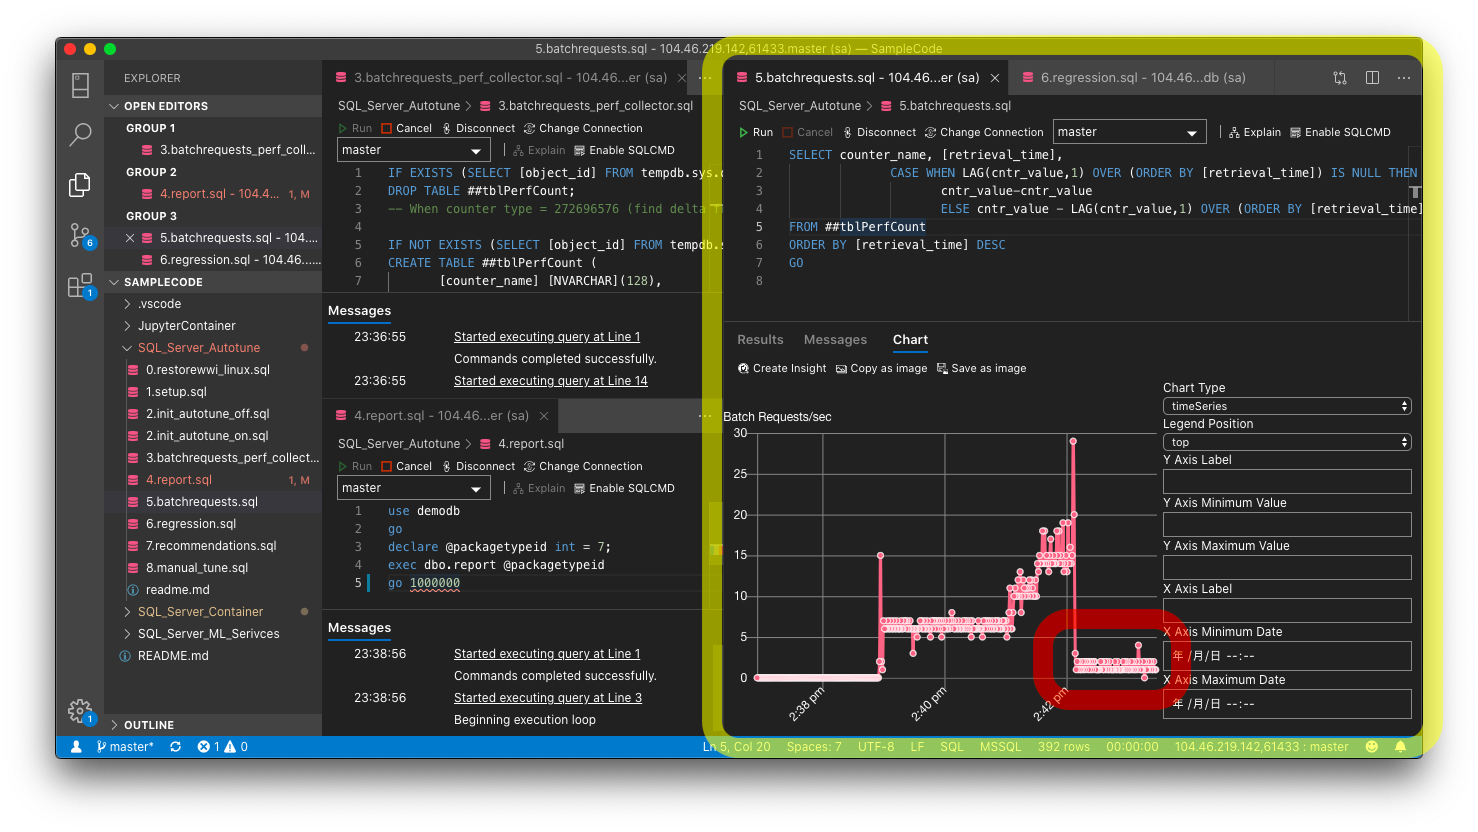 5.batchrequests.sql - 104.46.219.142,61433.master (sa) — SampleCode
EXPLORER
OPEN EDITORS
GROUP 1
3.batchrequests_perf_coll...
GROUP 2
4.report.sql - 104.4... 1, M
GROUP 3
5.batchrequests.sql - 104....
6.regression.sql - 104.46......
SAMPLECODE
.vscode
JupyterContainer
SQL_Server_Autotune
0.restorewwi_linux.sql
1.setup.sql
2.init_autotune_off.sql
2.init_autotune_on.sql
3.batchrequests_perf_collect...
4.report.sql 1, M
5.batchrequests.sql
6.regression.sql
7.recommendations.sql
8.manual_tune.sql
readme.md
SQL_Server_Container
SQL_Server_ML_Serivces
README.md
OUTLINE
6
1
1
3.batchrequests_perf_collector.sql - 104.46...er (sa)
SQL_Server_Autotune > 3.batchrequests_perf_collector.sql
Run Cancel Disconnect Change Connection
master Explain Enable SQLCMD
1 IF EXISTS (SELECT [object_id] FROM tempdb.sys.
2 DROP TABLE ##tblPerfCount;
3 -- When counter type = 272696576 (find delta
4
5 IF NOT EXISTS (SELECT [object_id] FROM tempdb.s
6 CREATE TABLE ##tblPerfCount (
7 [counter_name] [NVARCHAR](128),
Messages
23:36:55 Started executing query at Line 1
Commands completed successfully.
23:36:55 Started executing query at Line 14
4.report.sql - 104.46...er (sa)
SQL_Server_Autotune > 4.report.sql
Run Cancel Disconnect Change Connection
master Explain Enable SQLCMD
1 use demodb
2 go
3 declare @packagetypeid int = 7;
4 exec dbo.report @packagetypeid
5 go 1000000
Messages
23:38:56 Started executing query at Line 1
Commands completed successfully.
23:38:56 Started executing query at Line 3
Beginning execution loop
5.batchrequests.sql - 104.46...er (sa)
6.regression.sql - 104.46...db (sa)
SQL_Server_Autotune > 5.batchrequests.sql
Run Cancel Disconnect Change Connection master Explain Enable SQLCMD
1 SELECT counter_name, [retrieval_time],
2 CASE WHEN LAG(cntr_value,1) OVER (ORDER BY [retrieval_time]) IS NULL THEN
3 cntr_value-cntr_value
4 ELSE cntr_value - LAG(cntr_value,1) OVER (ORDER BY [retrieval_time]
5 FROM ##tblPerfCount
6 ORDER BY [retrieval_time] DESC
7 GO
8
Results Messages Chart
Create Insight Copy as image Save as image
Batch Requests/sec
30
25
20
15
10
5
0
2:38 pm
2:40 pm
2:42 pm
Chart Type
timeSeries
Legend Position
top
Y Axis Label
Y Axis Minimum Value
Y Axis Maximum Value
X Axis Label
X Axis Minimum Date
年 /月/日 --:--
X Axis Maximum Date
年 /月/日 --:--
master* 1 0
Ln 5, Col 20 Spaces: 7 UTF-8 LF SQL MSSQL 392 rows 00:00:00 104.46.219.142,61433 : master